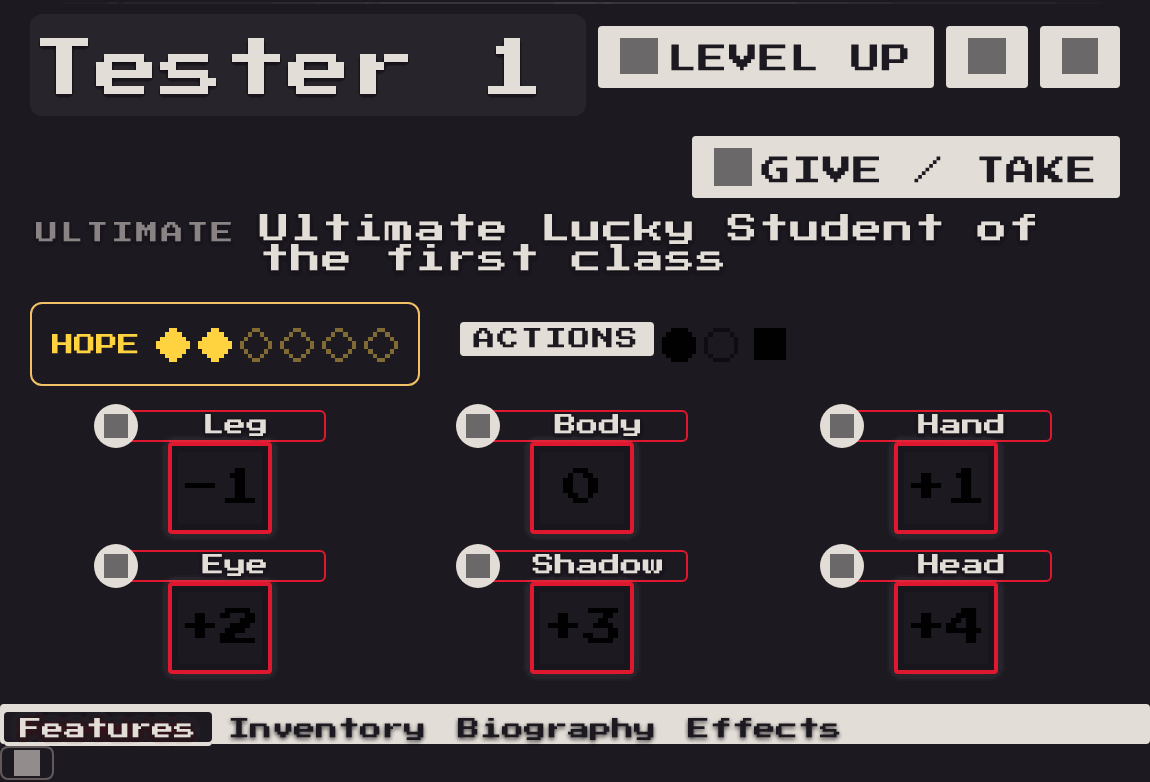 Tester 1
LEVEL UP
GIVE / TAKE
ULTIMATE Ultimate Lucky Student of
the first class
HOPE
ACTIONS
Leg Body Hand
-1 0 +1
Eye Shadow Head
+2 +3 +4
Features Inventory Biography Effects